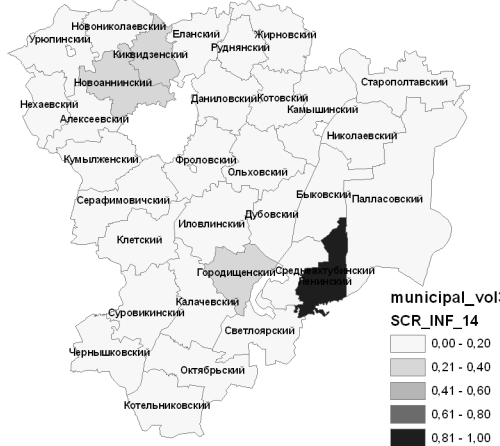 Новониколаевский
Урюпинский
Еланский
Жирновский
Руднянский
Киквидзенский
Новоаннинский
Старополтавский
Нехаевский
Даниловский
Котовский
Камышинский
Алексеевский
Николаевский
Кумылженский
Фроловский
Ольховский
Серафимовичский
Быковский
Палласовский
Дубовский
Иловлинский
Клетский
Городищенский
Среднеахтубинский
Ленинский
Калачевский
Суровикинский
Светлоярский
Чернышковский
Октябрьский
Котельниковский
municipal_vol
SCR_INF_14
0,00 - 0,20
0,21 - 0,40
0,41 - 0,60
0,61 - 0,80
0,81 - 1,00